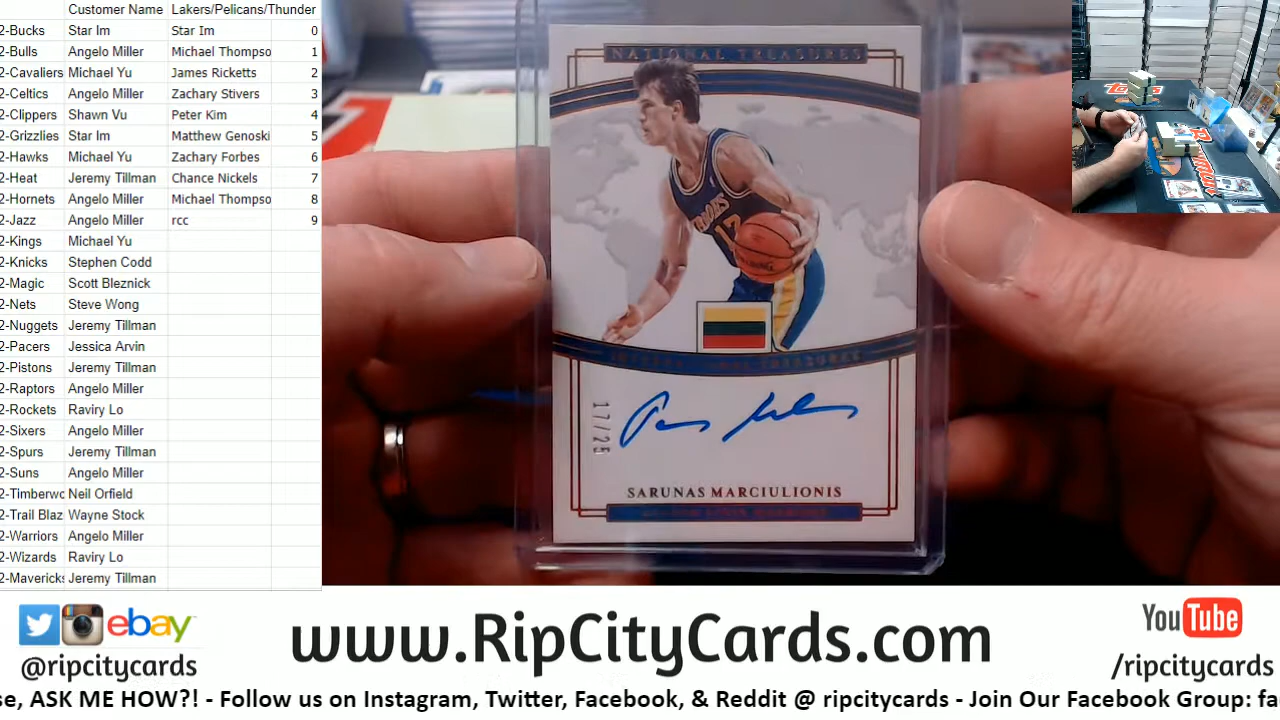 Customer Name Lakers/Pelicans/Thunder
2-Bucks Star Im Star Im 0
2-Bulls Angelo Miller Michael Thompso 1
2-Cavaliers Michael Yu James Ricketts 2
2-Celtics Angelo Miller Zachary Stivers 3
2-Clippers Shawn Vu Peter Kim 4
2-Grizzlies Star Im Matthew Genoski 5
2-Hawks Michael Yu Zachary Forbes 6
2-Heat Jeremy Tillman Chance Nickels 7
2-Hornets Angelo Miller Michael Thompso 8
2-Jazz Angelo Miller rcc 9
2-Kings Michael Yu
2-Knicks Stephen Codd
2-Magic Scott Bleznick
2-Nets Steve Wong
2-Nuggets Jeremy Tillman
2-Pacers Jessica Arvin
2-Pistons Jeremy Tillman
2-Raptors Angelo Miller
2-Rockets Raviry Lo
2-Sixers Angelo Miller
2-Spurs Jeremy Tillman
2-Suns Angelo Miller
2-Timberwo Neil Orfield
2-Trail Blaz Wayne Stock
2-Warriors Angelo Miller
2-Wizards Raviry Lo
2-Mavericks Jeremy Tillman
NATIONAL TREASURES
17/25
SARUNAS MARCIULIONIS
ebay
@ripcitycards
www.RipCityCards.com
YouTube
/ripcitycards
se, ASK ME HOW?! - Follow us on Instagram, Twitter, Facebook, & Reddit @ ripcitycards - Join Our Facebook Group: fa